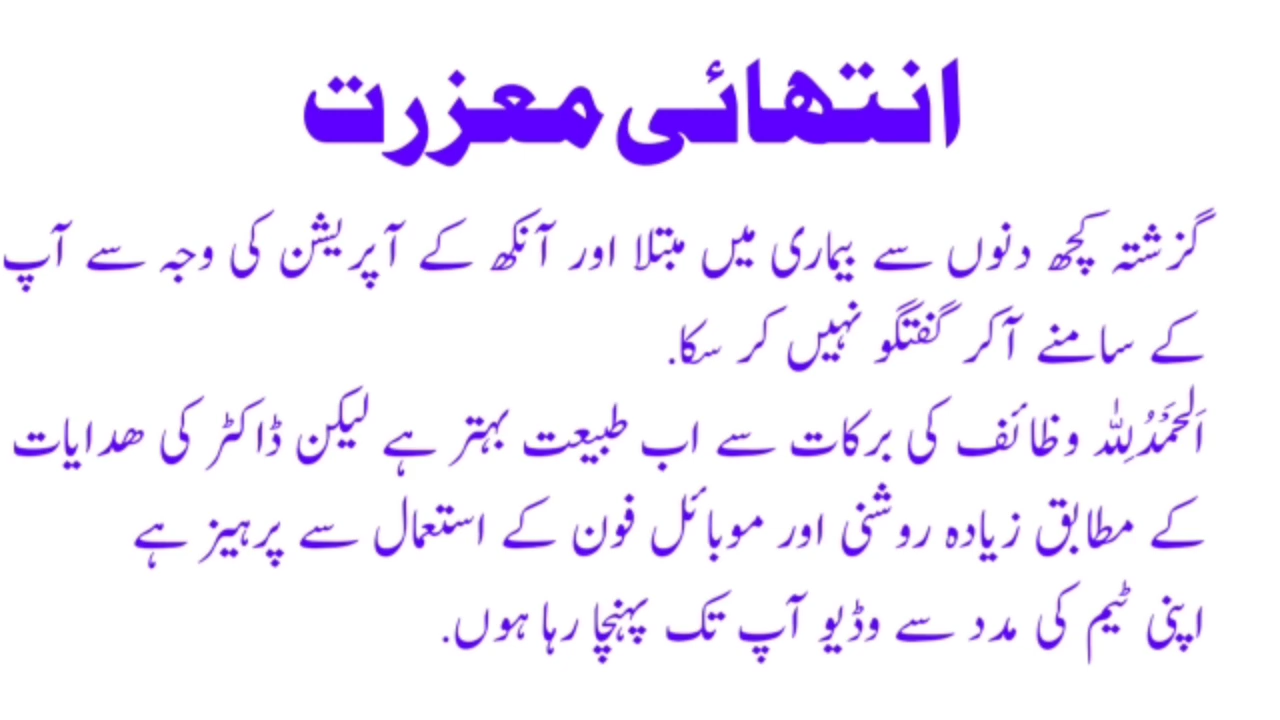 انتهائی معزرت
گزشتہ کچھ دنوں سے بیماری میں مبتلا اور آنکھ کے آپریشن کی وجہ سے آپ
کے سامنے آکر گفتگو نہیں کر سکا.
اَلحَمْدُلِلّٰہ وظائف کی برکات سے اب طبیعت بہتر ہے لیکن ڈاکٹر کی ھدایات
کے مطابق زیادہ روشنی اور موبائل فون کے استعمال سے پرہیز ہے
اپنی ٹیم کی مدد سے وڈیو آپ تک پہنچا رہا ہوں.